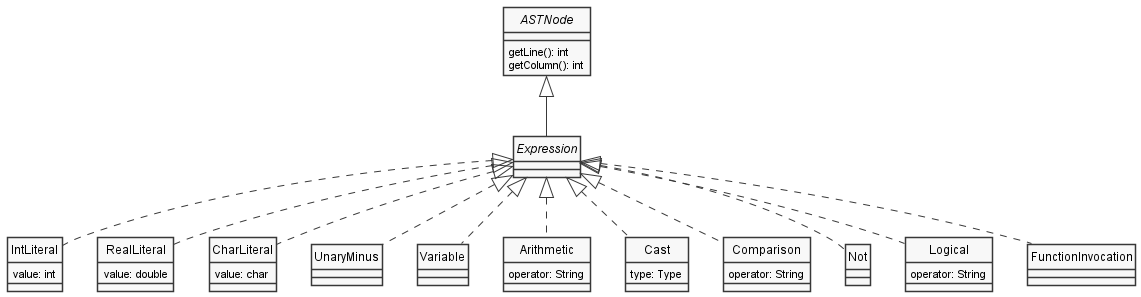 ASTNode
getLine(): int
getColumn(): int
Expression
IntLiteral
value: int
RealLiteral
value: double
CharLiteral
value: char
UnaryMinus
Variable
Arithmetic
operator: String
Cast
type: Type
Comparison
operator: String
Not
Logical
operator: String
FunctionInvocation